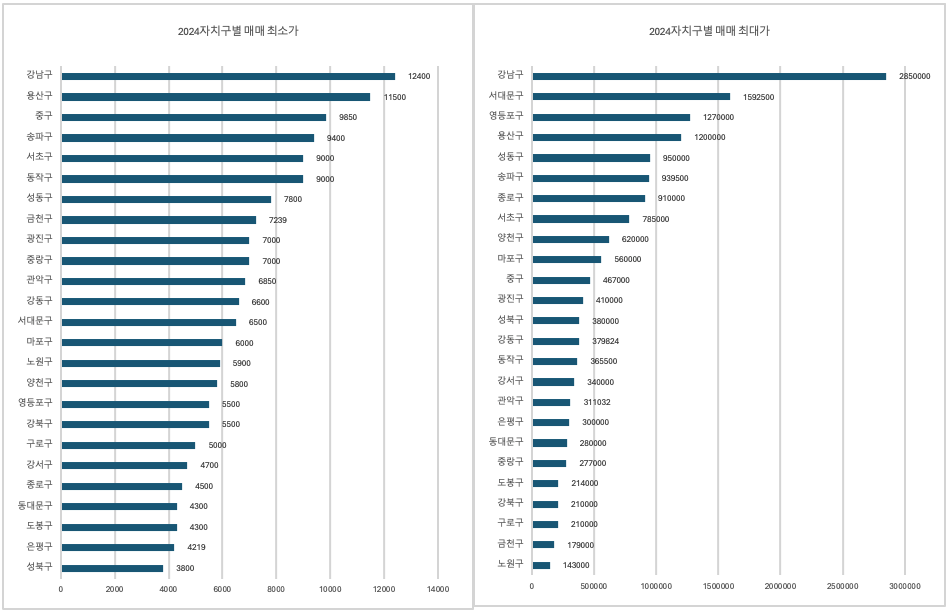 2024자치구별 매매 최소가
강남구 12400
용산구 11500
중구 9850
송파구 9400
서초구 9000
동작구 9000
성동구 7800
금천구 7239
광진구 7000
중랑구 7000
관악구 6850
강동구 6600
서대문구 6500
마포구 6000
노원구 5900
양천구 5800
영등포구 5500
강북구 5500
구로구 5000
강서구 4700
종로구 4500
동대문구 4300
도봉구 4300
은평구 4219
성북구 3800
0 2000 4000 6000 8000 10000 12000 14000
2024자치구별 매매 최대가
강남구 2850000
서대문구 1592500
영등포구 1270000
용산구 1200000
성동구 950000
송파구 939500
종로구 910000
서초구 785000
양천구 620000
마포구 560000
중구 467000
광진구 410000
성북구 380000
강동구 379824
동작구 365500
강서구 340000
관악구 311032
은평구 300000
동대문구 280000
중랑구 277000
도봉구 214000
강북구 210000
구로구 210000
금천구 179000
노원구 143000
0 500000 1000000 1500000 2000000 2500000 3000000